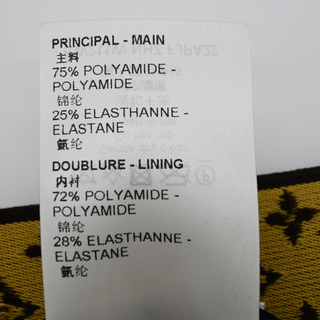 PRINCIPAL - MAIN
主料
75% POLYAMIDE -
POLYAMIDE
锦纶
25% ELASTHANNE -
ELASTANE
氨纶
DOUBLURE - LINING
内衬
72% POLYAMIDE -
POLYAMIDE
锦纶
28% ELASTHANNE -
ELASTANE
氨纶